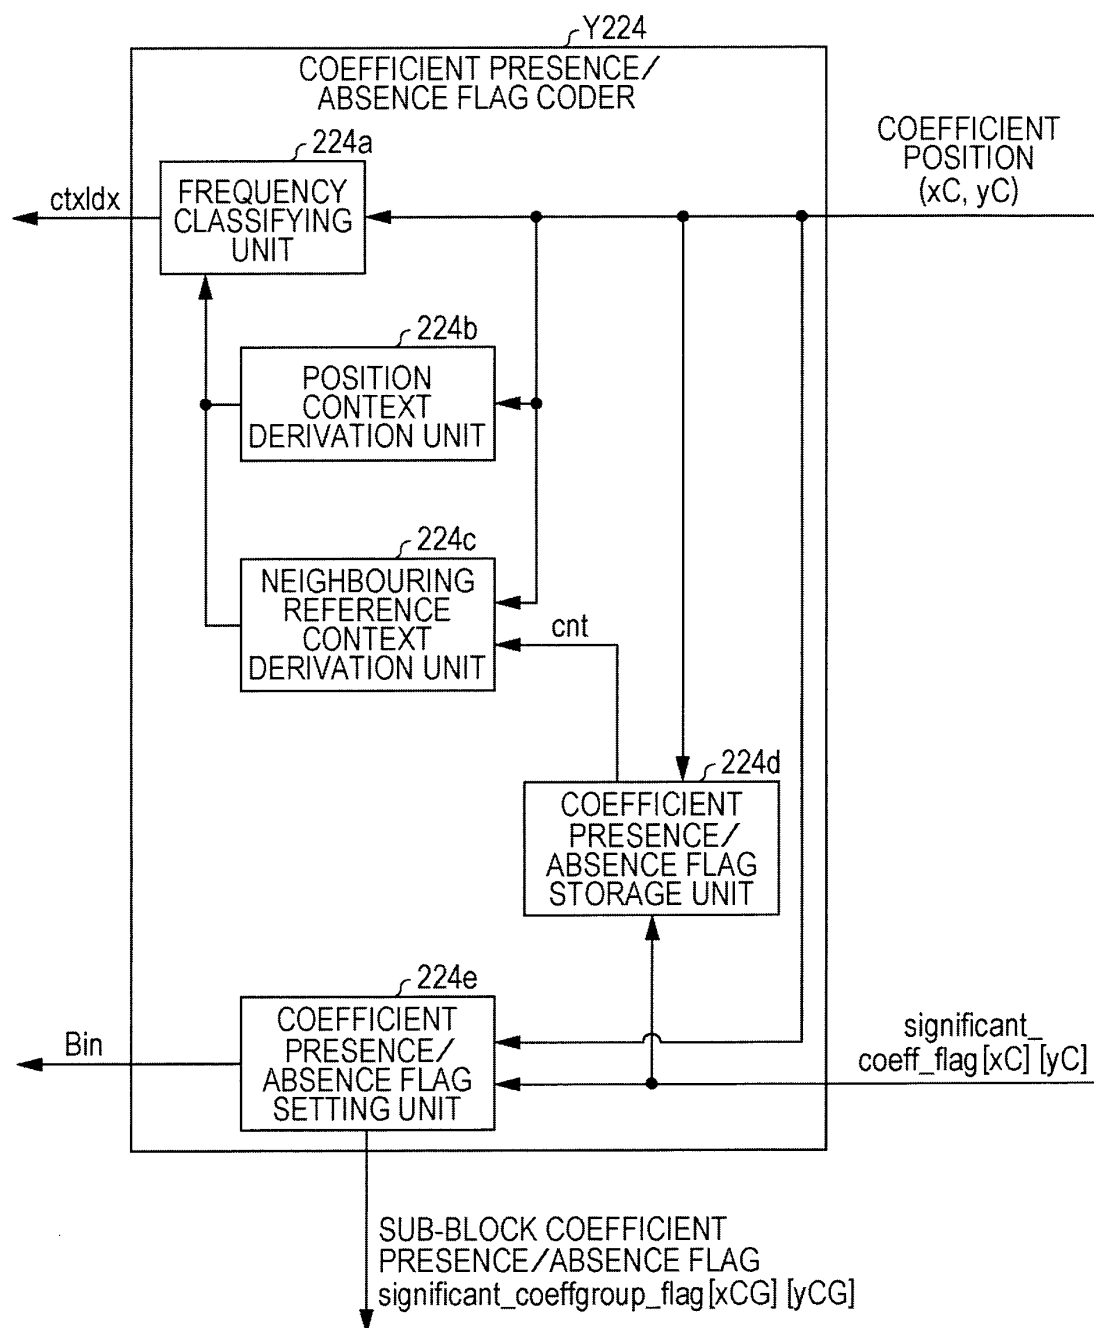 Y224
COEFFICIENT PRESENCE/
ABSENCE FLAG CODER
COEFFICIENT
POSITION
(xC, yC)
224a
ctxIdx
FREQUENCY
CLASSIFYING
UNIT
224b
POSITION
CONTEXT
DERIVATION UNIT
224c
NEIGHBOURING
REFERENCE
CONTEXT
DERIVATION UNIT
cnt
224d
COEFFICIENT
PRESENCE/
ABSENCE FLAG
STORAGE UNIT
224e
Bin
COEFFICIENT
PRESENCE/
ABSENCE FLAG
SETTING UNIT
significant_
coeff_flag[xC] [yC]
SUB-BLOCK COEFFICIENT
PRESENCE/ABSENCE FLAG
significant_coeffgroup_flag[xCG] [yCG]